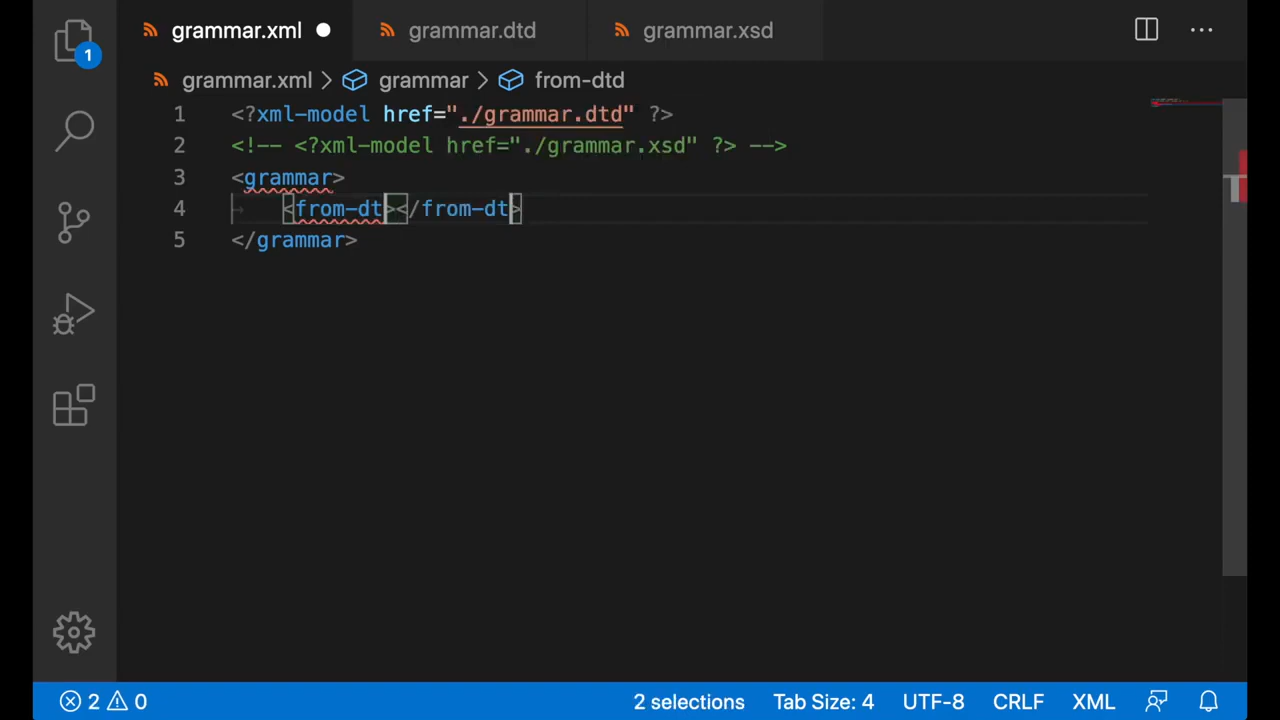 grammar.xml grammar.dtd grammar.xsd
1
grammar.xml > grammar > from-dtd
1 <?xml-model href="./grammar.dtd" ?>
2 <!-- <?xml-model href="./grammar.xsd" ?> -->
3 <grammar>
4 <from-dt></from-dt>
5 </grammar>
2 0 2 selections Tab Size: 4 UTF-8 CRLF XML